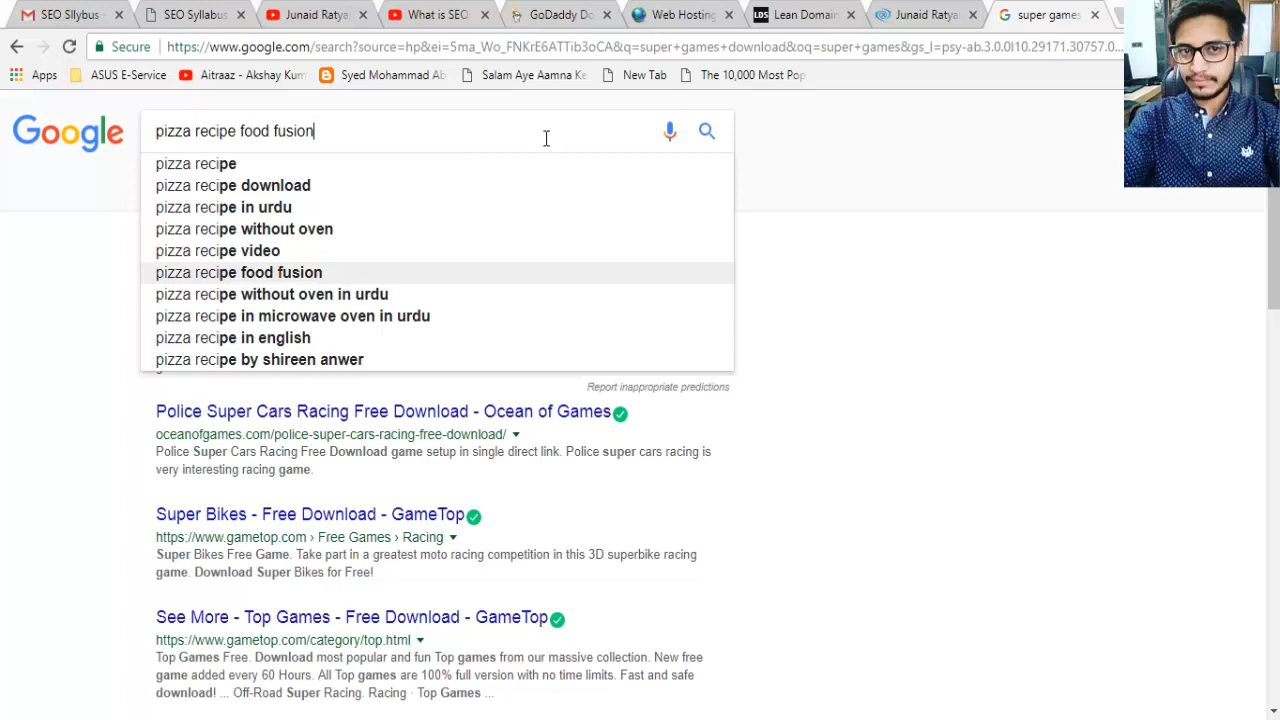 SEO Sllybus -
SEO Syllabus
Junaid Ratya
What is SEO
GoDaddy Do
Web Hosting
Lean Domain
Junaid Ratya
super games
Secure
https://www.google.com/search?source=hp&ei=5ma_Wo_FNKrE6ATTib3oCA&q=super+games+download&oq=super+games&gs_l=psy-ab.3.0.0l10.29171.30757.0...
Apps
ASUS E-Service
Aitraaz - Akshay Kum
Syed Mohammad Ab
Salam Aye Aamna Ke
New Tab
The 10,000 Most Pop
Google
pizza recipe food fusion
pizza recipe
pizza recipe download
pizza recipe in urdu
pizza recipe without oven
pizza recipe video
pizza recipe food fusion
pizza recipe without oven in urdu
pizza recipe in microwave oven in urdu
pizza recipe in english
pizza recipe by shireen anwer
Report inappropriate predictions
Police Super Cars Racing Free Download - Ocean of Games
oceanofgames.com/police-super-cars-racing-free-download/
Police Super Cars Racing Free Download game setup in single direct link. Police super cars racing is
very interesting racing game.
Super Bikes - Free Download - GameTop
https://www.gametop.com › Free Games › Racing
Super Bikes Free Game. Take part in a greatest moto racing competition in this 3D superbike racing
game. Download Super Bikes for Free!
See More - Top Games - Free Download - GameTop
https://www.gametop.com/category/top.html
Top Games Free. Download most popular and fun Top games from our massive collection. New free
game added every 60 Hours. All Top games are 100% full version with no time limits. Fast and safe
download! ... Off-Road Super Racing. Racing · Top Games ...